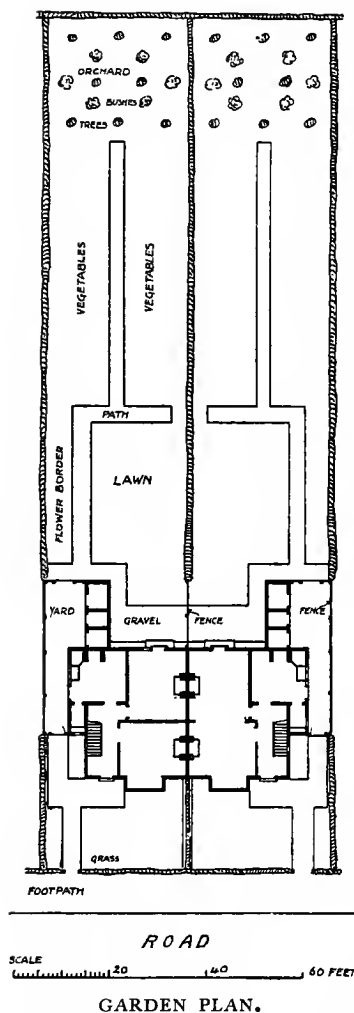 ORCHARD
BUSHES
TREES
VEGETABLES
VEGETABLES
PATH
FLOWER BORDER
LAWN
YARD
GRAVEL
FENCE
FENCE
GRASS
FOOTPATH
ROAD
SCALE
20 40 60 FEET
GARDEN PLAN.